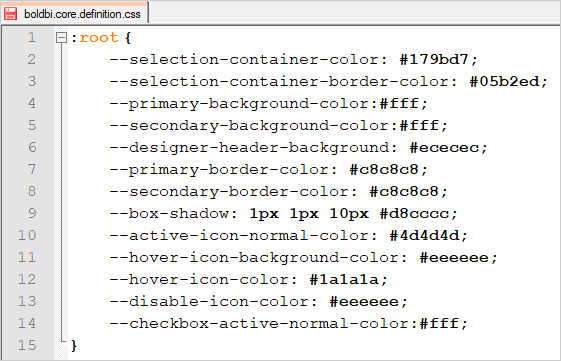 boldbi.core.definition.css
1 :root {
2 --selection-container-color: #179bd7;
3 --selection-container-border-color: #05b2ed;
4 --primary-background-color:#fff;
5 --secondary-background-color:#fff;
6 --designer-header-background: #ececec;
7 --primary-border-color: #c8c8c8;
8 --secondary-border-color: #c8c8c8;
9 --box-shadow: 1px 1px 10px #d8cccc;
10 --active-icon-normal-color: #4d4d4d;
11 --hover-icon-background-color: #eeeeee;
12 --hover-icon-color: #1a1a1a;
13 --disable-icon-color: #eeeeee;
14 --checkbox-active-normal-color:#fff;
15 }